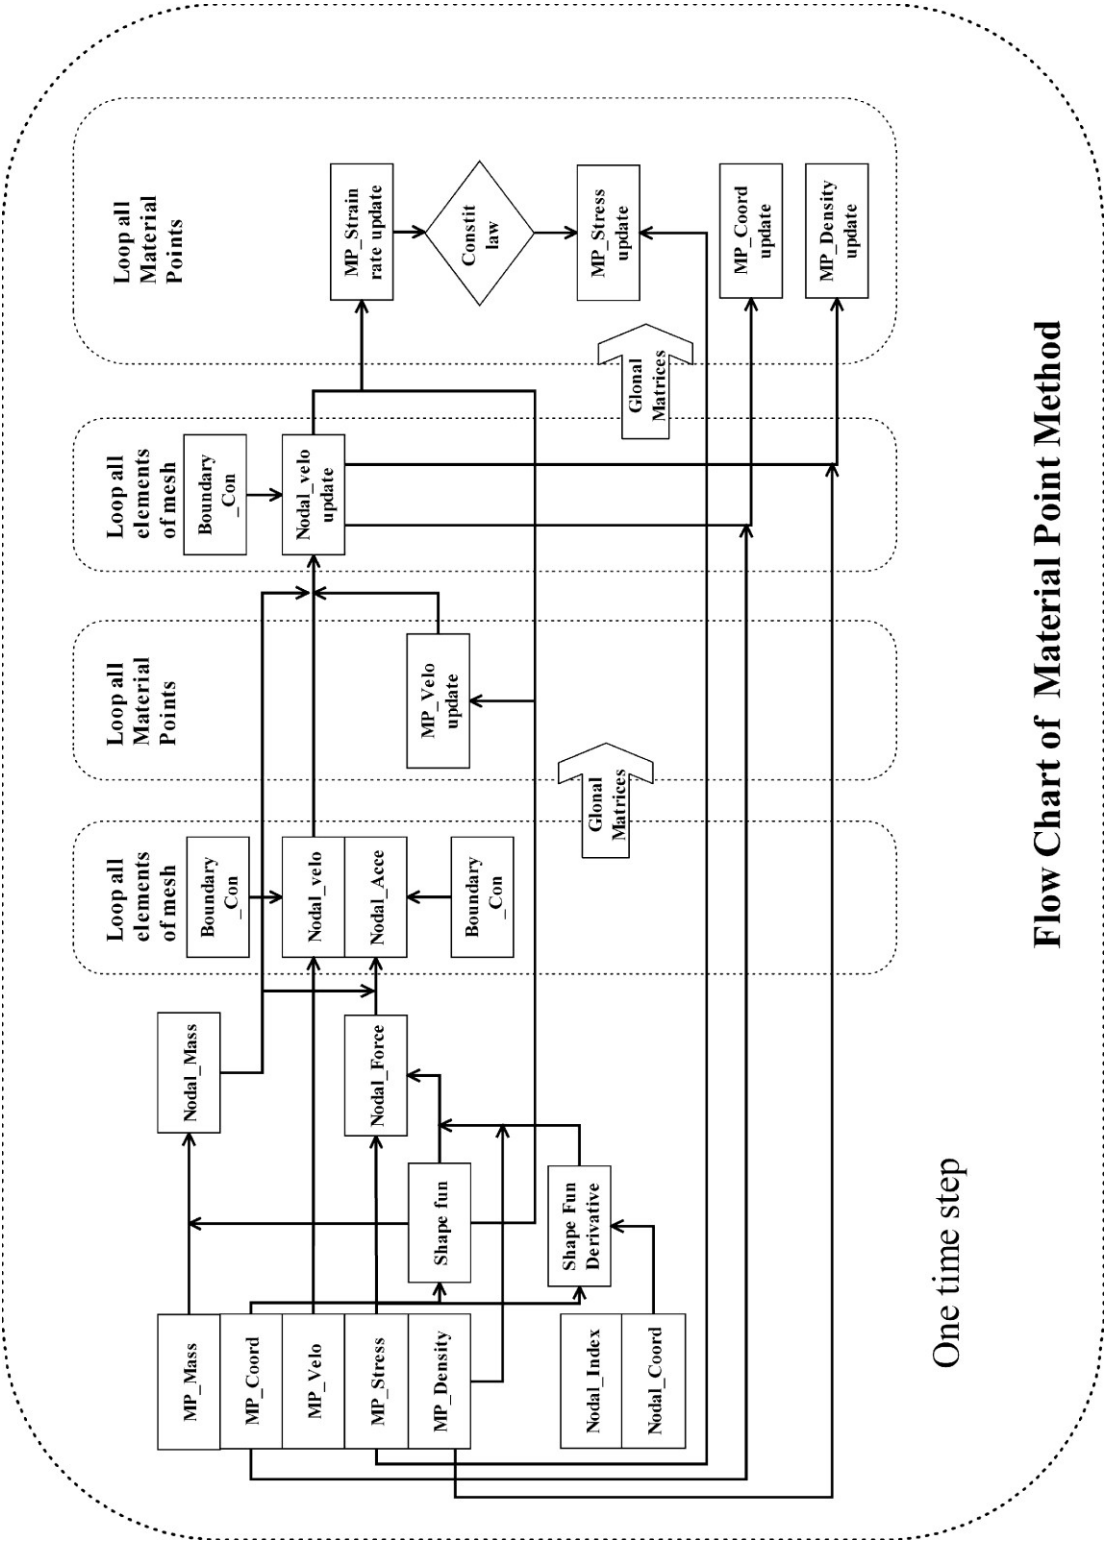 Loop all
elements
of mesh
Loop all
Material
Points
Loop all
elements
of mesh
Loop all
Material
Points
MP_Mass
MP_Coord
MP_Velo
MP_Stress
MP_Density
Nodal_Index
Nodal_Coord
Shape fun
Shape Fun
Derivative
Nodal_Mass
Nodal_Force
Boundary
_Con
Nodal_velo
Nodal_Acce
Boundary
_Con
Glonal
Matrices
MP_Velo
update
Boundary
_Con
Nodal_velo
update
Glonal
Matrices
MP_Strain
rate update
Constit
law
MP_Stress
update
MP_Coord
update
MP_Density
update
One time step
Flow Chart of Material Point Method